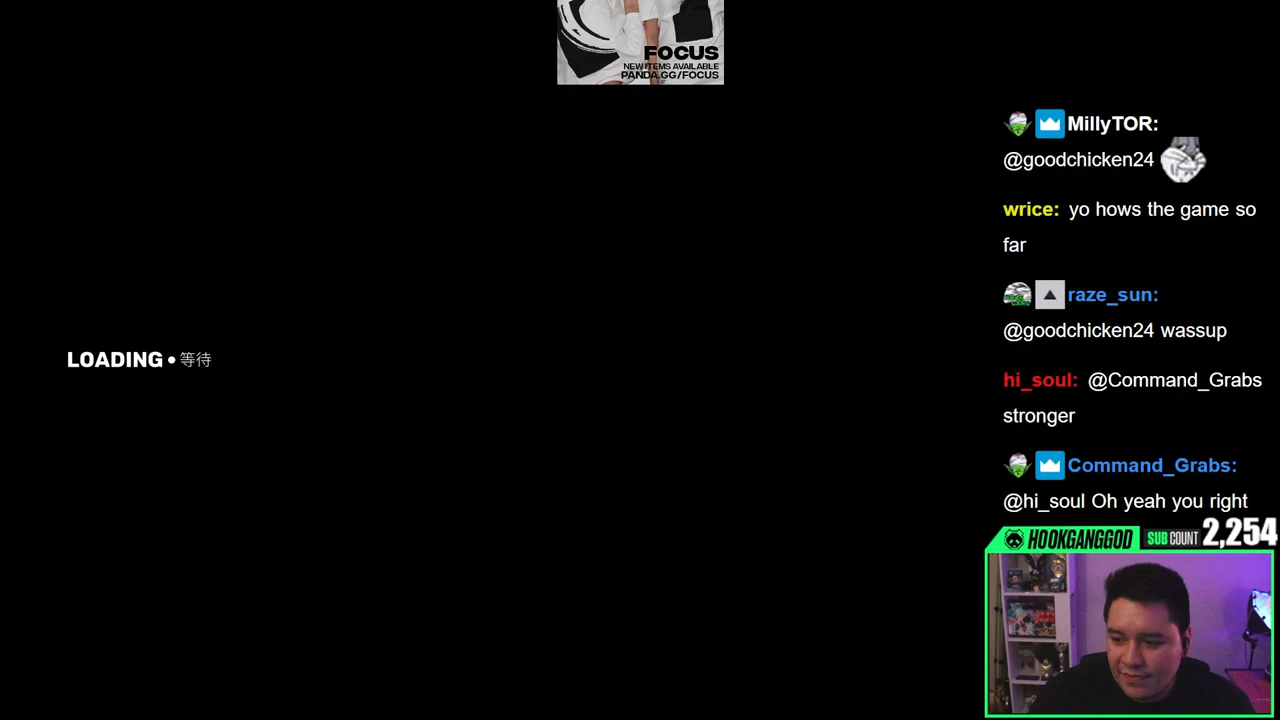 FOCUS
NEW ITEMS AVAILABLE
PANDA.GG/FOCUS
MillyTOR:
@goodchicken24
wrice: yo hows the game so
far
raze_sun:
@goodchicken24 wassup
LOADING • 等待
hi_soul: @Command_Grabs
stronger
Command_Grabs:
@hi_soul Oh yeah you right
HOOKGANGGOD SUB COUNT 2,254